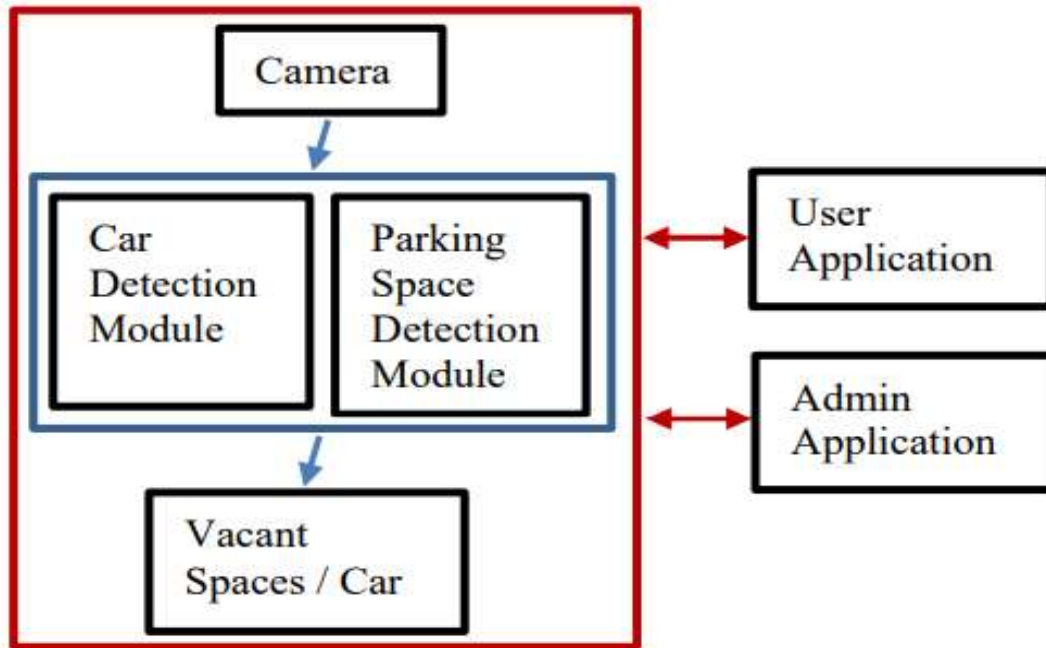 Camera
Car
Detection
Module
Parking
Space
Detection
Module
Vacant
Spaces / Car
User
Application
Admin
Application